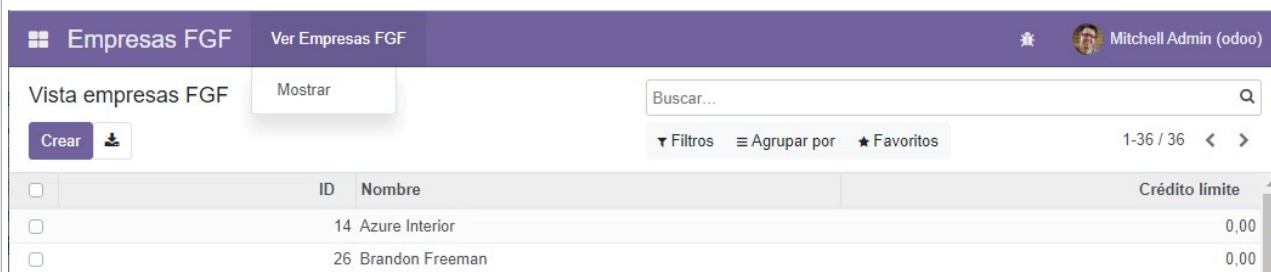 Empresas FGF Ver Empresas FGF Mitchell Admin (odoo)
Vista empresas FGF Mostrar Buscar...
Crear Filtros Agrupar por Favoritos 1-36 / 36
ID Nombre Crédito límite
14 Azure Interior 0,00
26 Brandon Freeman 0,00